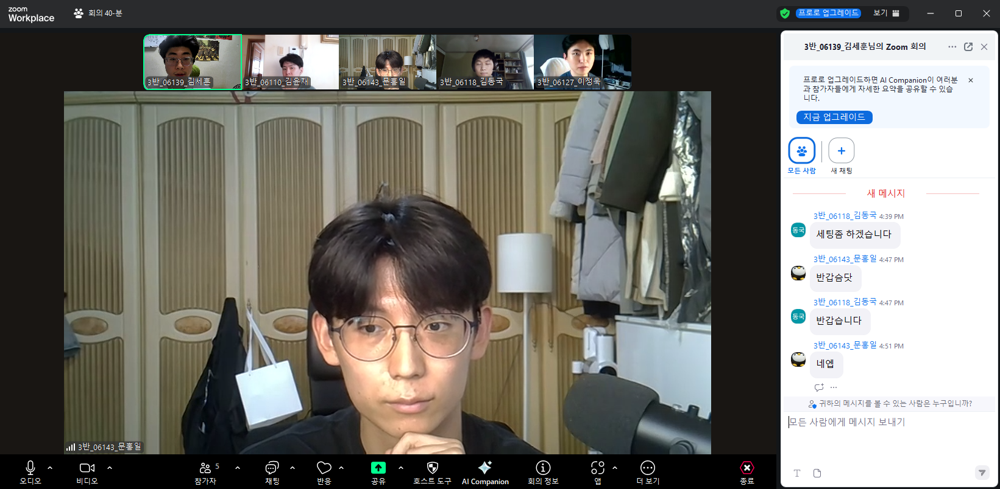 zoom
Workplace
회의 40-분
프로로 업그레이드
보기
3반_06139_김세훈
3반_06110_김윤재
3반_06143_문홍일
3반_06118_김동국
3반_06127_이정욱
3반_06143_문홍일
오디오
비디오
5
참가자
채팅
반응
공유
호스트 도구
AI Companion
회의 정보
앱
더 보기
종료
3반_06139_김세훈님의 Zoom 회의
프로로 업그레이드하면 AI Companion이 여러분
과 참가자들에게 자세한 요약을 공유할 수 있습
니다.
지금 업그레이드
모든 사람
새 채팅
새 메시지
3반_06118_김동국 4:39 PM
동국
세팅좀 하겠습니다
3반_06143_문홍일 4:47 PM
반갑슴닷
3반_06118_김동국 4:47 PM
동국
반갑습니다
3반_06143_문홍일 4:51 PM
네엡
귀하의 메시지를 볼 수 있는 사람은 누구입니까?
모든 사람에게 메시지 보내기